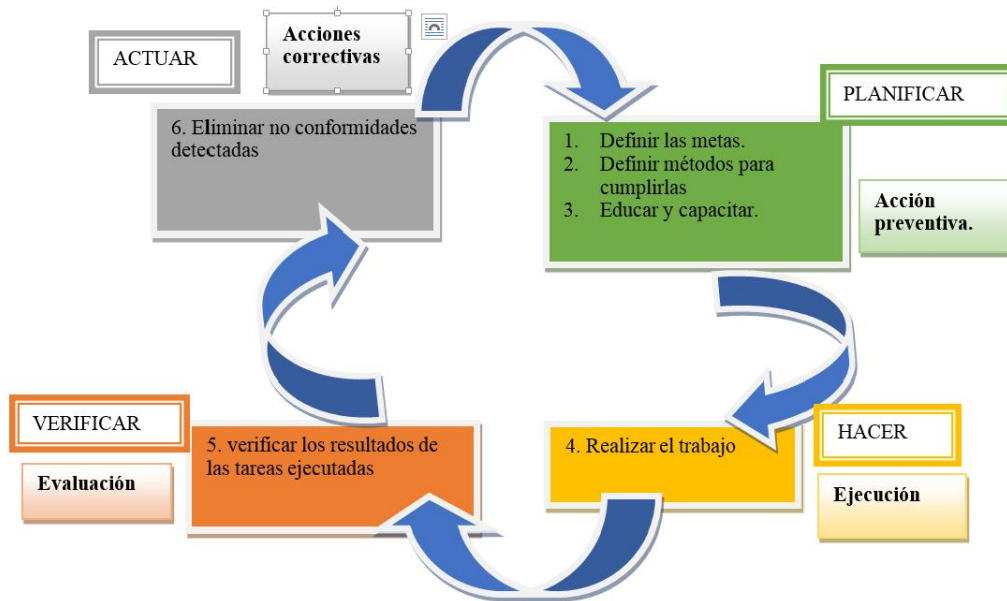 ACTUAR
Acciones
correctivas
6. Eliminar no conformidades
detectadas
PLANIFICAR
1. Definir las metas.
2. Definir métodos para
cumplirlas
3. Educar y capacitar.
Acción
preventiva.
HACER
4. Realizar el trabajo
Ejecución
VERIFICAR
5. verificar los resultados de
las tareas ejecutadas
Evaluación